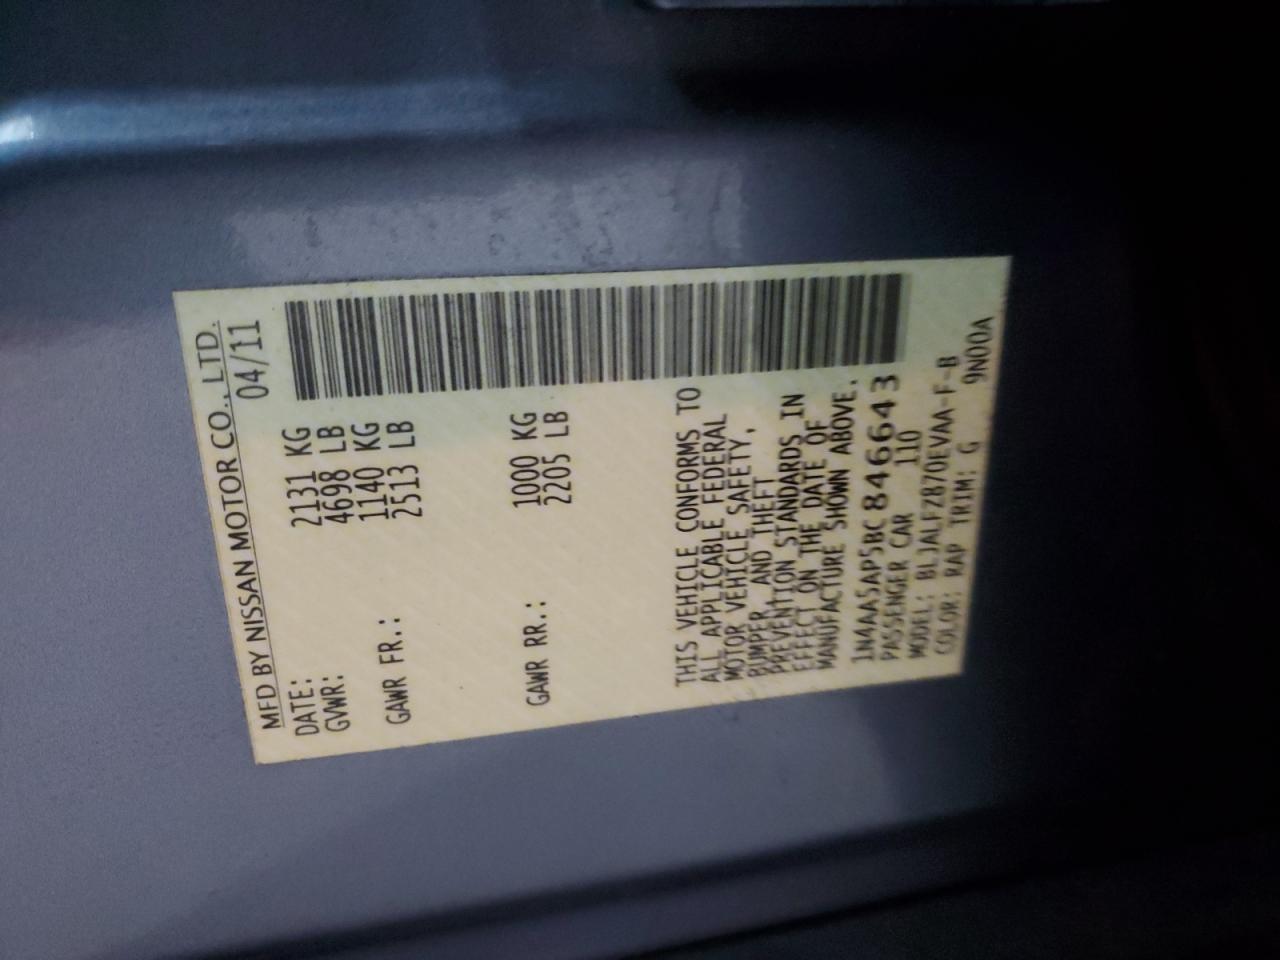 MFD BY NISSAN MOTOR CO., LTD.
DATE: 04/11
GVWR: 2131 KG
4698 LB
GAWR FR.: 1140 KG
2513 LB
GAWR RR.: 1000 KG
2205 LB
THIS VEHICLE CONFORMS TO
ALL APPLICABLE FEDERAL
MOTOR VEHICLE SAFETY,
BUMPER, AND THEFT
PREVENTION STANDARDS IN
EFFECT ON THE DATE OF
MANUFACTURE SHOWN ABOVE.
1N4AA5AP5BC846643
PASSENGER CAR 110
MODEL: BLJALFZ870EVAA-F-B
COLOR: RAP TRIM: G 9N00A